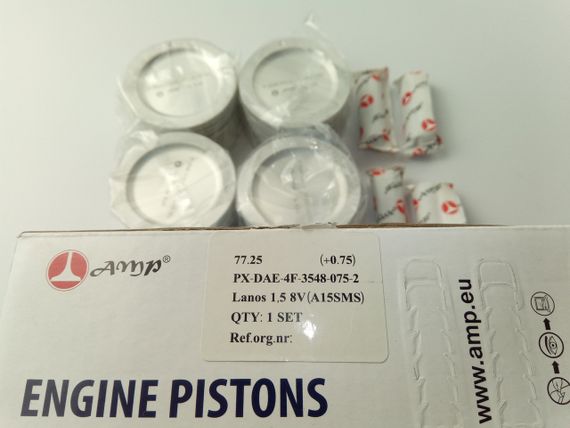 AMP®
77.25 (+0.75)
PX-DAE-4F-3548-075-2
Lanos 1,5 8V(A15SMS)
QTY: 1 SET
Ref.org.nr:
ENGINE PISTONS
www.amp.eu